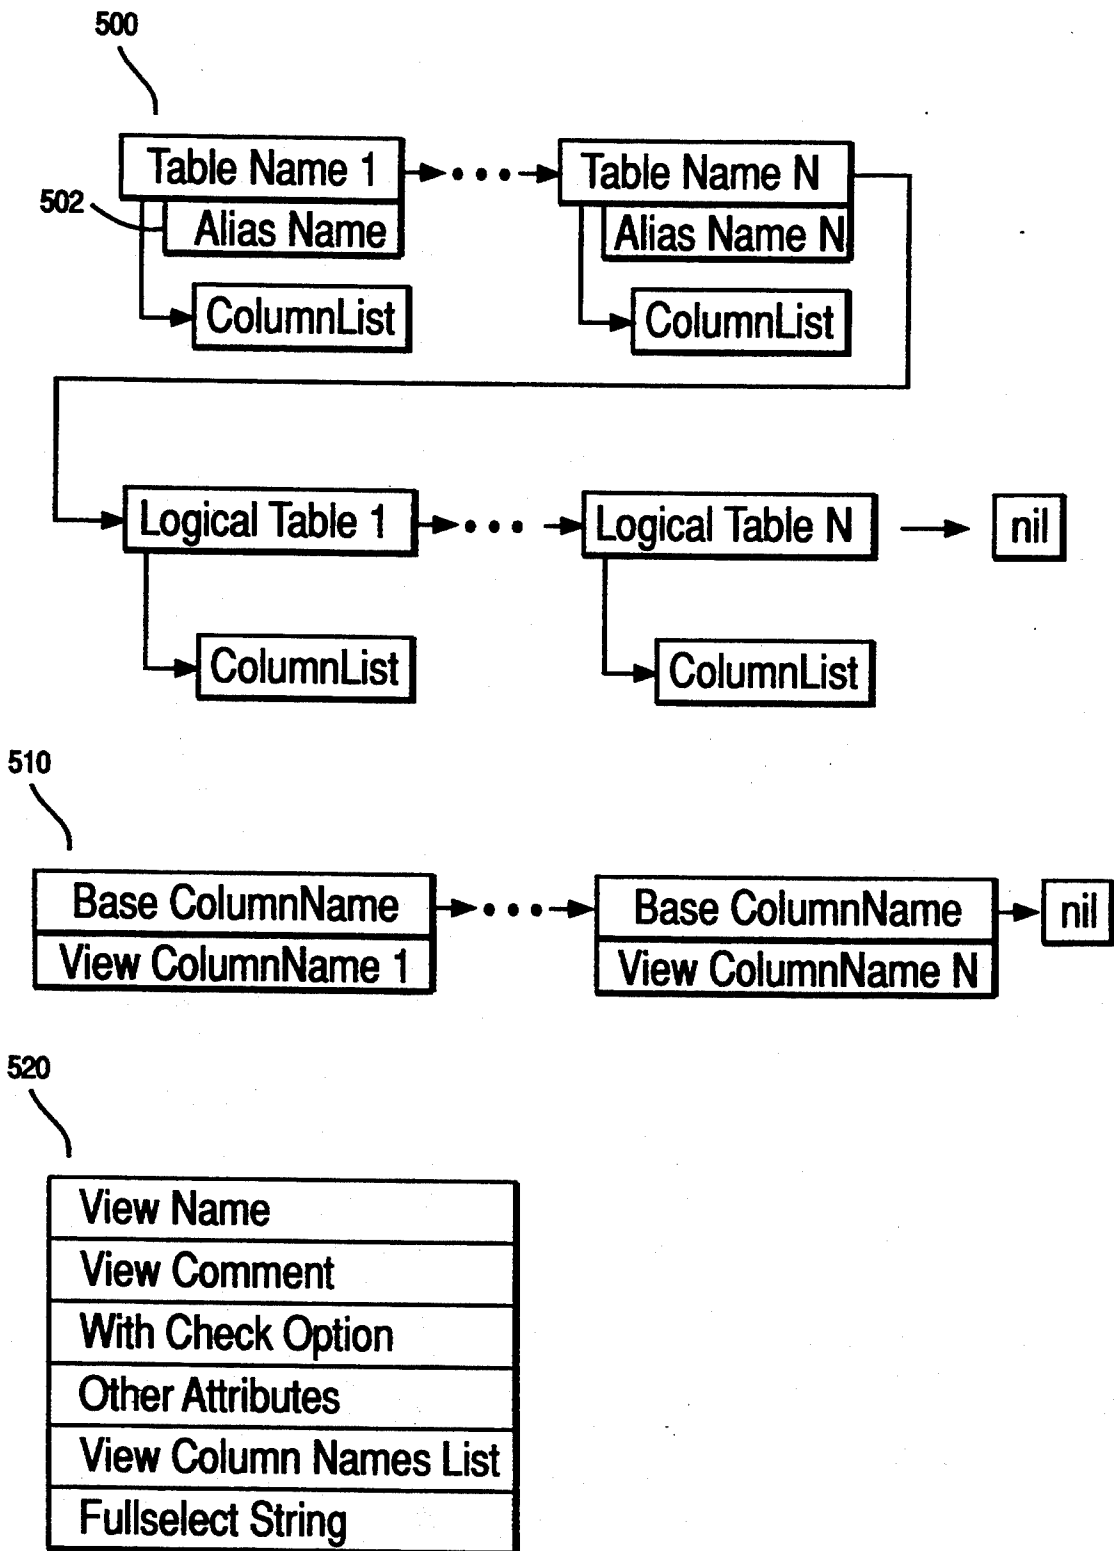 500
Table Name 1
Table Name N
502
Alias Name
Alias Name N
ColumnList
ColumnList
Logical Table 1
Logical Table N
nil
ColumnList
ColumnList
510
Base ColumnName
Base ColumnName
nil
View ColumnName 1
View ColumnName N
520
View Name
View Comment
With Check Option
Other Attributes
View Column Names List
Fullselect String